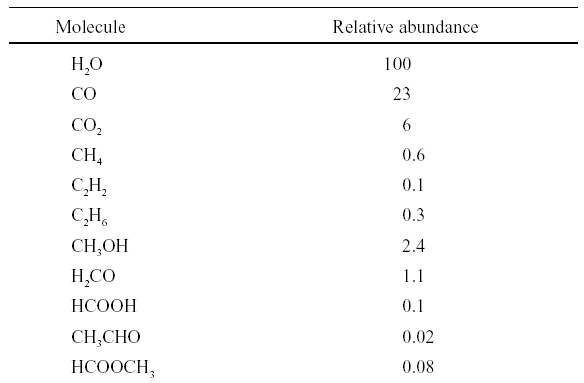 Molecule Relative abundance
H₂O 100
CO 23
CO₂ 6
CH₄ 0.6
C₂H₂ 0.1
C₂H₆ 0.3
CH₃OH 2.4
H₂CO 1.1
HCOOH 0.1
CH₃CHO 0.02
HCOOCH₃ 0.08